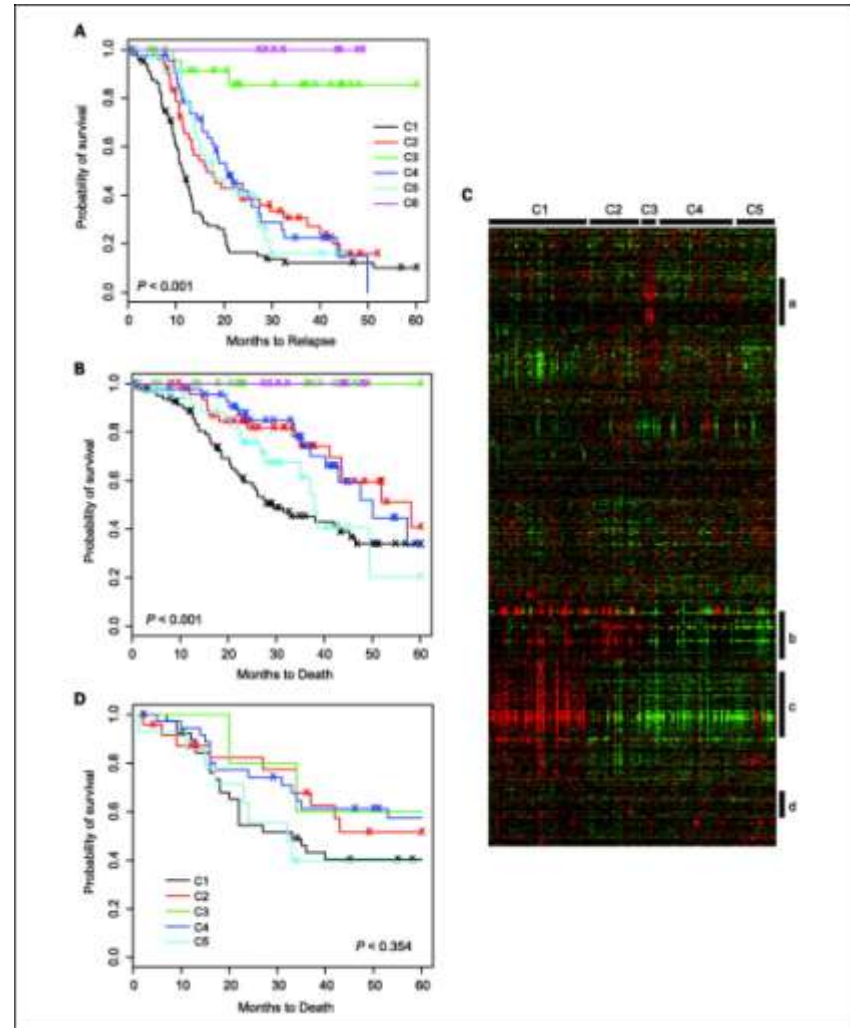 A
Probability of survival
1.0
0.8
0.6
0.4
0.2
0.0
C1
C2
C3
C4
C5
C6
P < 0.001
0 10 20 30 40 50 60
Months to Relapse
B
Probability of survival
1.0
0.8
0.6
0.4
0.2
0.0
P < 0.001
0 10 20 30 40 50 60
Months to Death
D
Probability of survival
1.0
0.8
0.6
0.4
0.2
0.0
C1
C2
C3
C4
C5
P < 0.354
0 10 20 30 40 50 60
Months to Death
C
C1 C2 C3 C4 C5
a
b
c
d